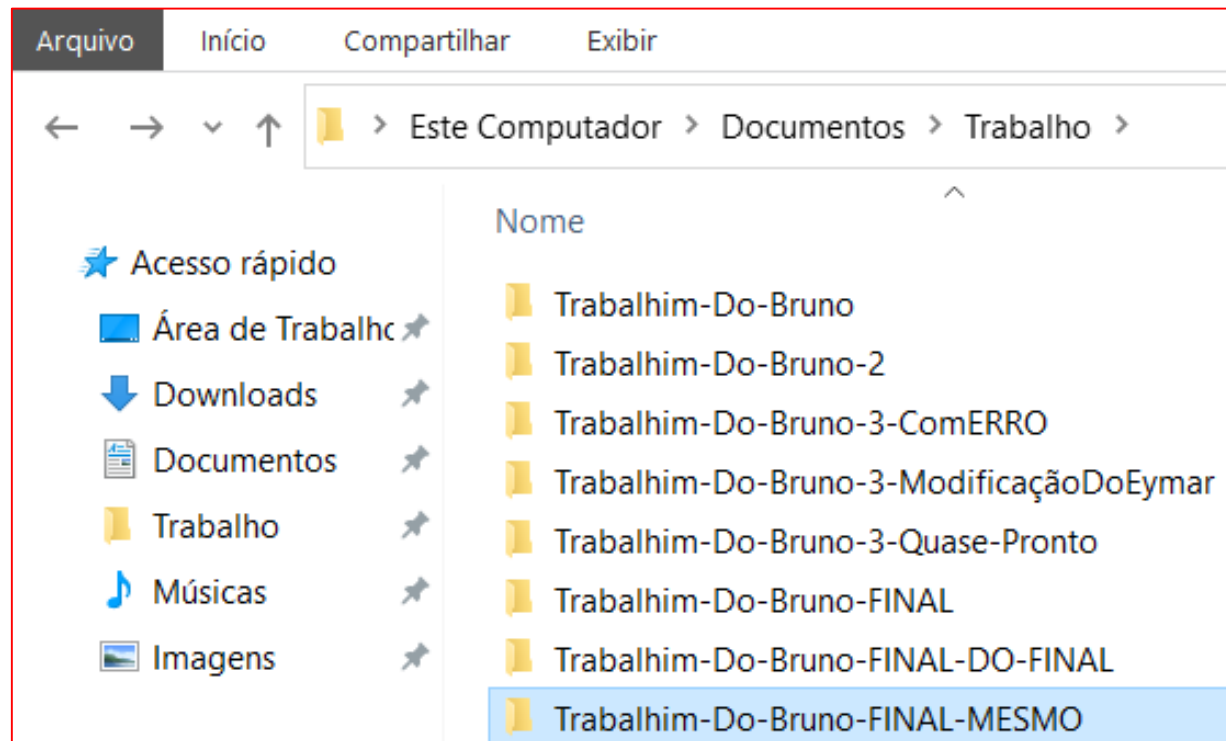 Arquivo Início Compartilhar Exibir
Este Computador > Documentos > Trabalho >
Nome
Acesso rápido
Área de Trabalho
Downloads
Documentos
Trabalho
Músicas
Imagens
Trabalhim-Do-Bruno
Trabalhim-Do-Bruno-2
Trabalhim-Do-Bruno-3-ComERRO
Trabalhim-Do-Bruno-3-ModificaçãoDoEymar
Trabalhim-Do-Bruno-3-Quase-Pronto
Trabalhim-Do-Bruno-FINAL
Trabalhim-Do-Bruno-FINAL-DO-FINAL
Trabalhim-Do-Bruno-FINAL-MESMO